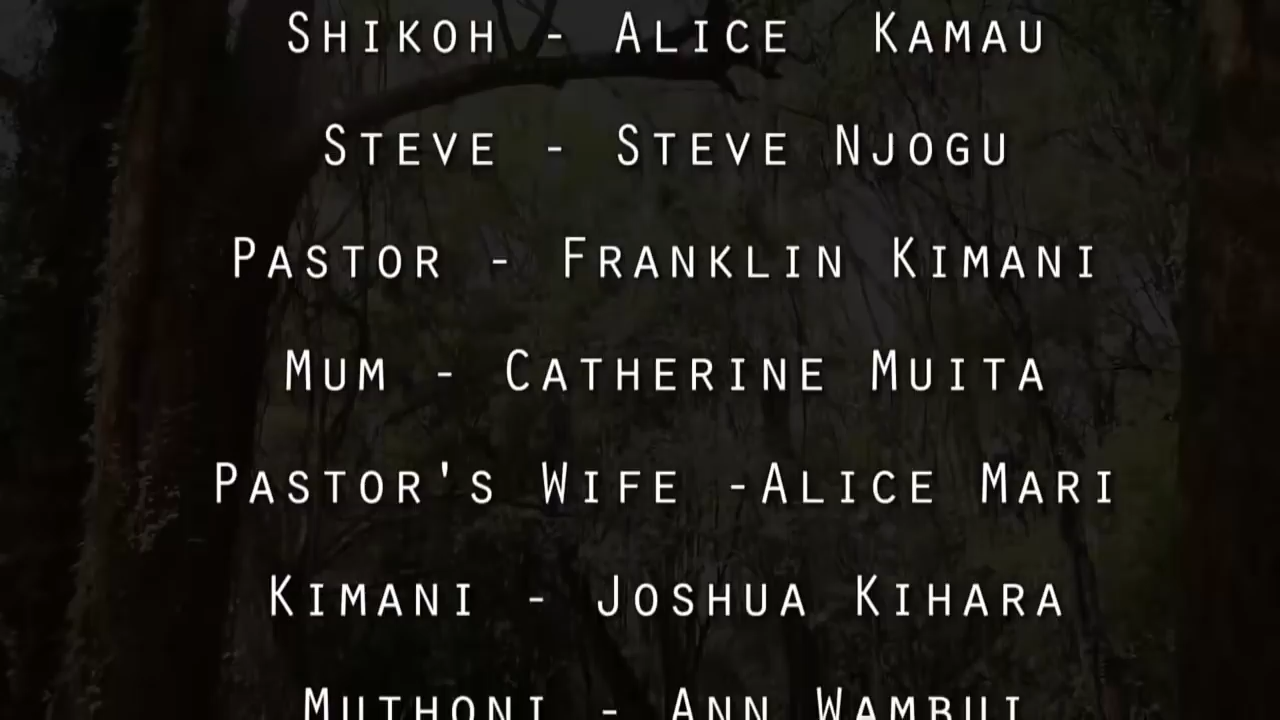 SHIKOH - ALICE  KAMAU
STEVE - STEVE NJOGU
PASTOR - FRANKLIN KIMANI
MUM - CATHERINE MUITA
PASTOR'S WIFE -ALICE MARI
KIMANI - JOSHUA KIHARA
MUTHONI - ANN WAMBUI